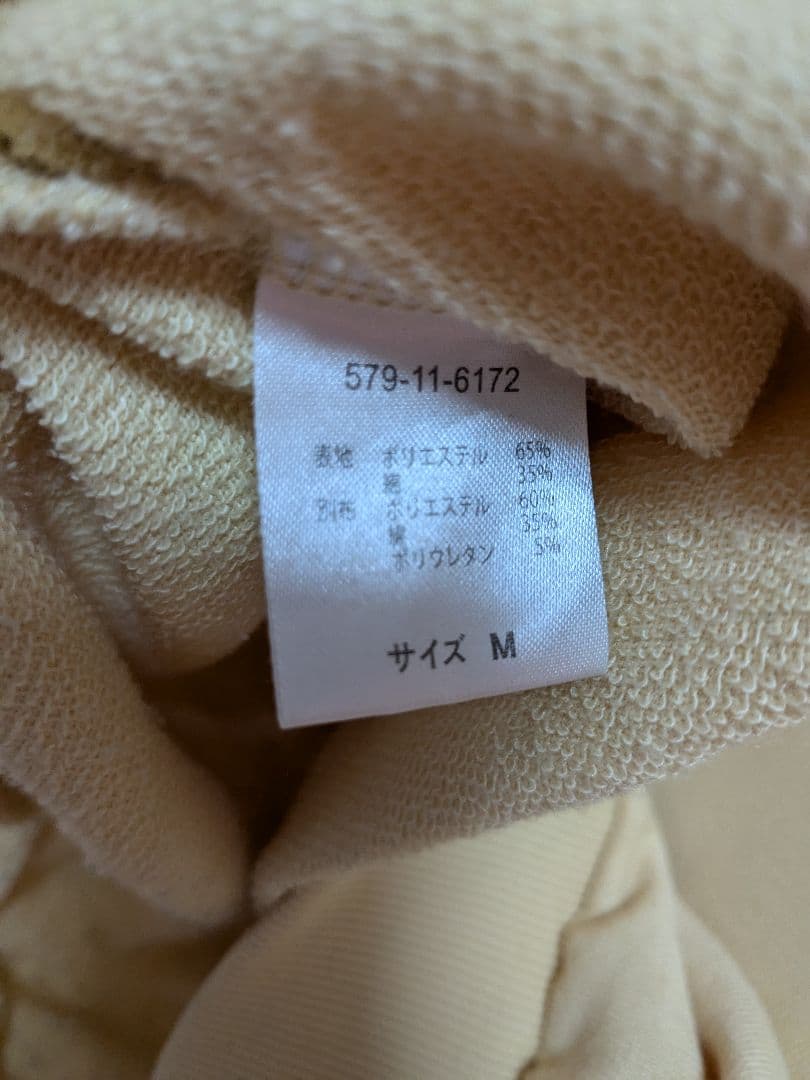 579-11-6172
表地 ポリエステル 65%
綿 35%
別布 ポリエステル 60%
綿 35%
ポリウレタン 5%
サイズ M